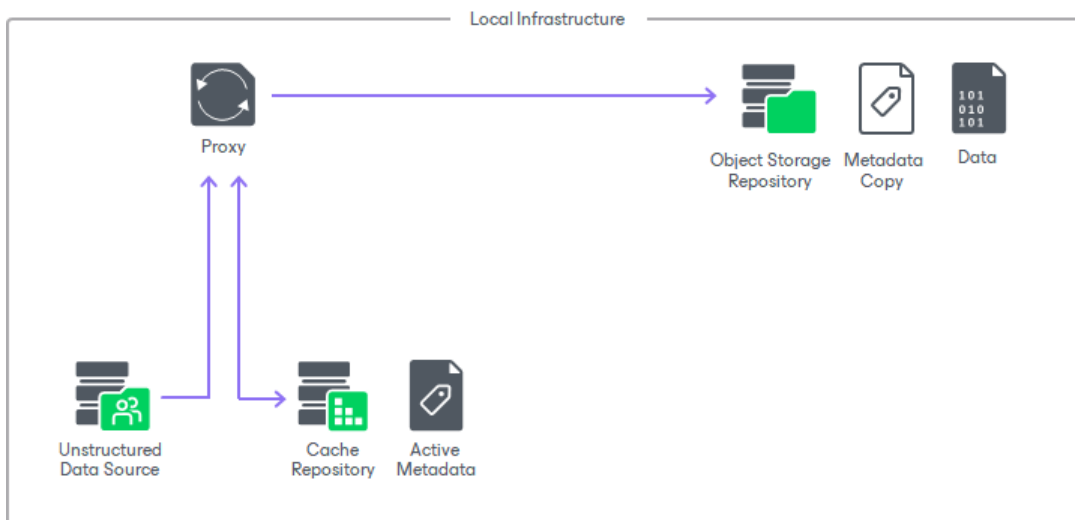 Local Infrastructure
Proxy
Object Storage
Repository
Metadata
Copy
101
010
101
Data
Unstructured
Data Source
Cache
Repository
Active
Metadata